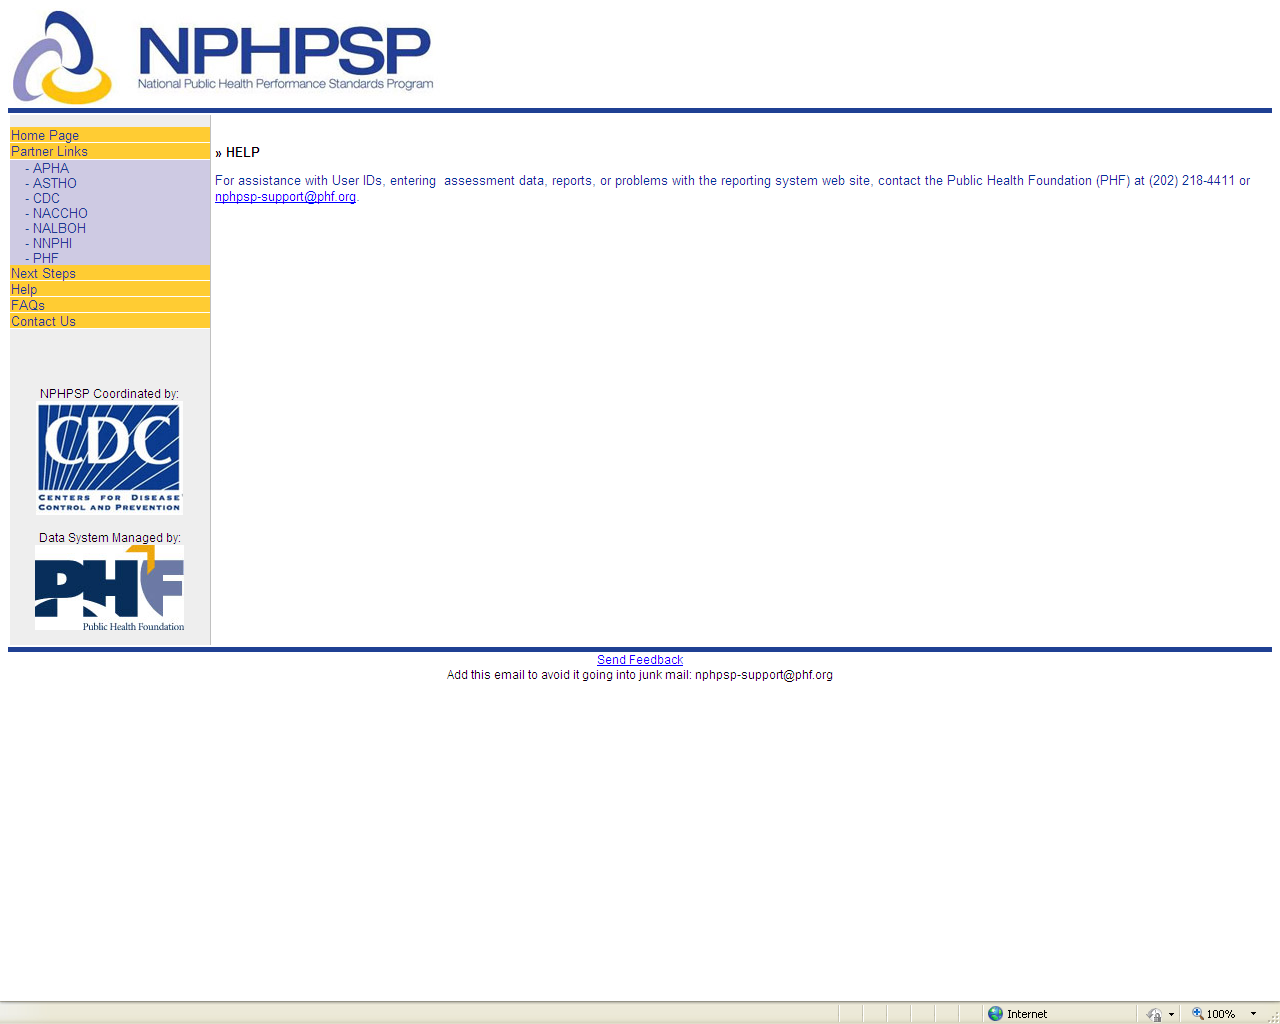 NPHPSP
National Public Health Performance Standards Program
Home Page
Partner Links
- APHA
- ASTHO
- CDC
- NACCHO
- NALBOH
- NNPHI
- PHF
Next Steps
Help
FAQs
Contact Us
NPHPSP Coordinated by:
CDC
CENTERS FOR DISEASE
CONTROL AND PREVENTION
Data System Managed by:
PHF
Public Health Foundation
» HELP
For assistance with User IDs, entering  assessment data, reports, or problems with the reporting system web site, contact the Public Health Foundation (PHF) at (202) 218-4411 or
nphpsp-support@phf.org.
Send Feedback
Add this email to avoid it going into junk mail: nphpsp-support@phf.org
Internet
100%